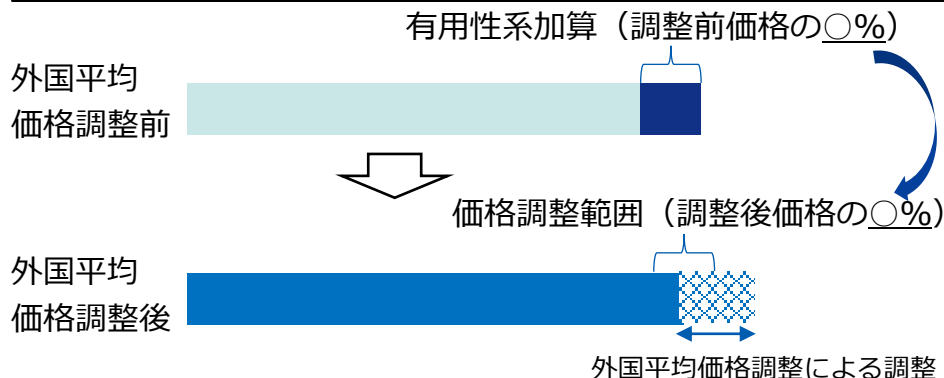 有用性系加算（調整前価格の○%）
外国平均
価格調整前
価格調整範囲（調整後価格の○%）
外国平均
価格調整後
外国平均価格調整による調整